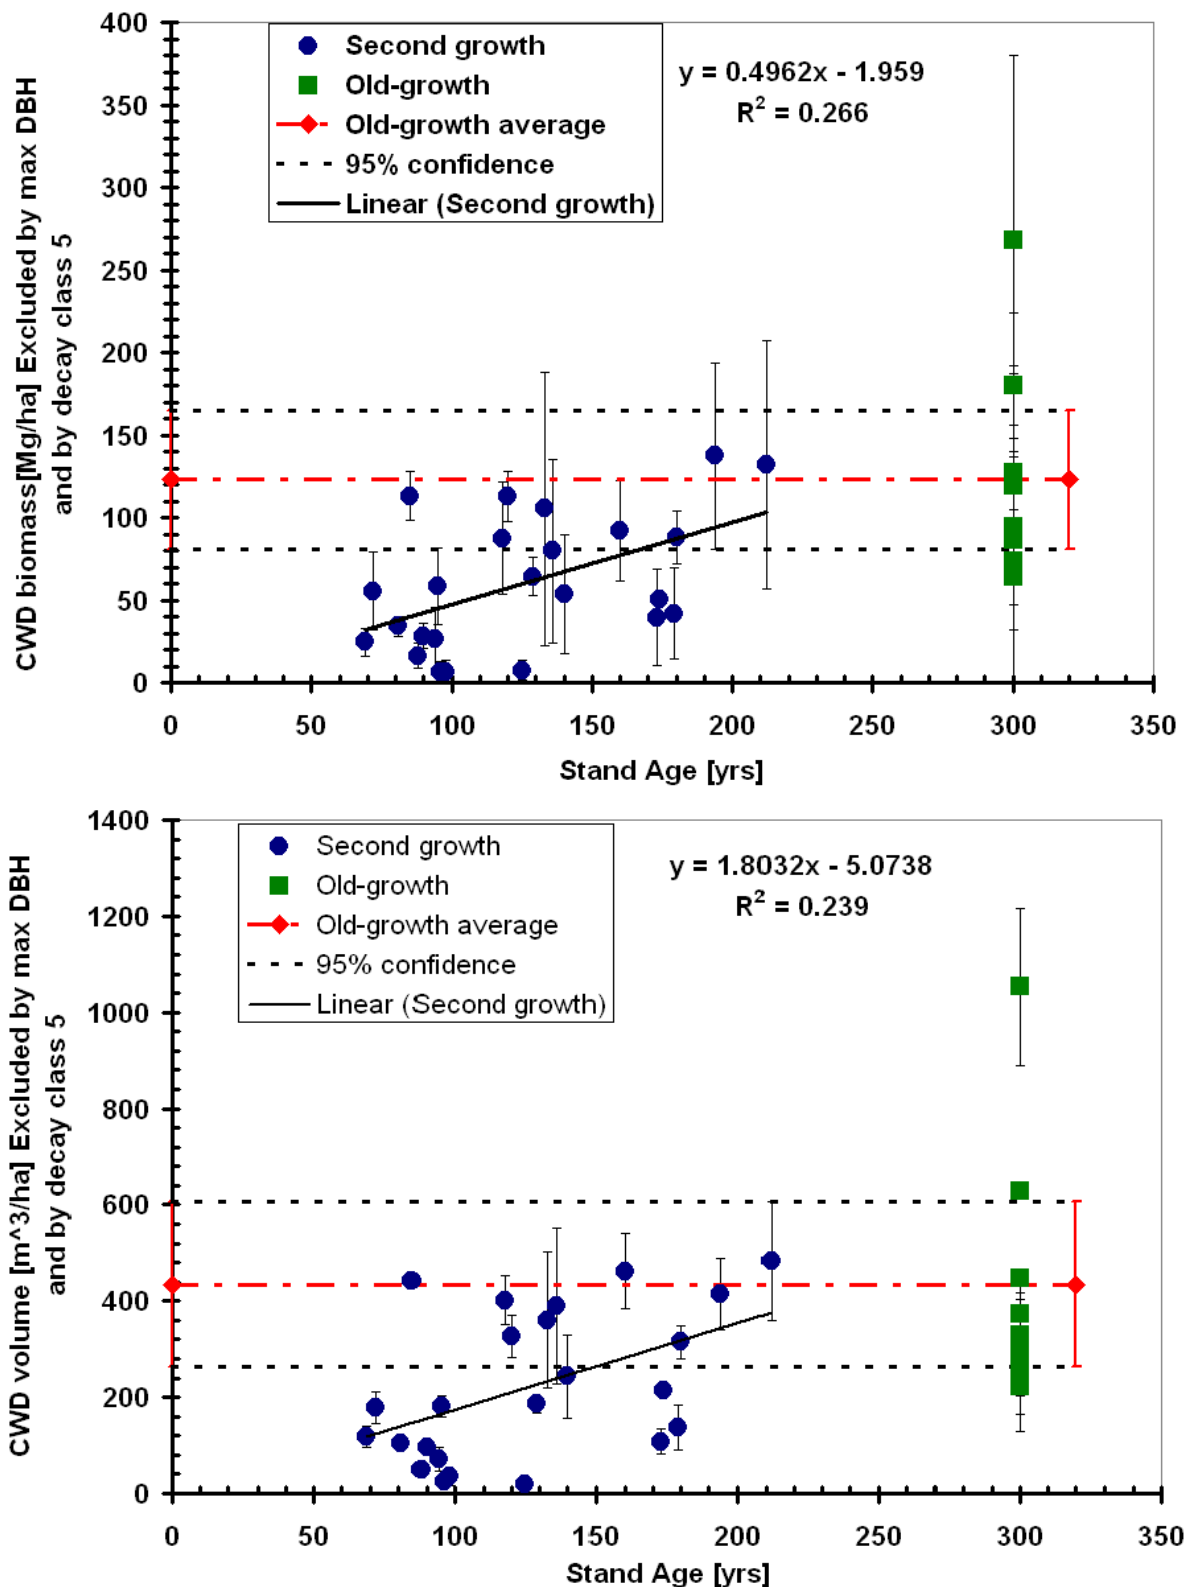 400
350
300
250
200
150
100
50
0
CWD biomass[Mg/ha] Excluded by max DBH
and by decay class 5
Second growth
Old-growth
Old-growth average
95% confidence
Linear (Second growth)
y = 0.4962x - 1.959
R² = 0.266
0 50 100 150 200 250 300 350
Stand Age [yrs]
1400
1200
1000
800
600
400
200
0
CWD volume [m^3/ha] Excluded by max DBH
and by decay class 5
Second growth
Old-growth
Old-growth average
95% confidence
Linear (Second growth)
y = 1.8032x - 5.0738
R² = 0.239
0 50 100 150 200 250 300 350
Stand Age [yrs]